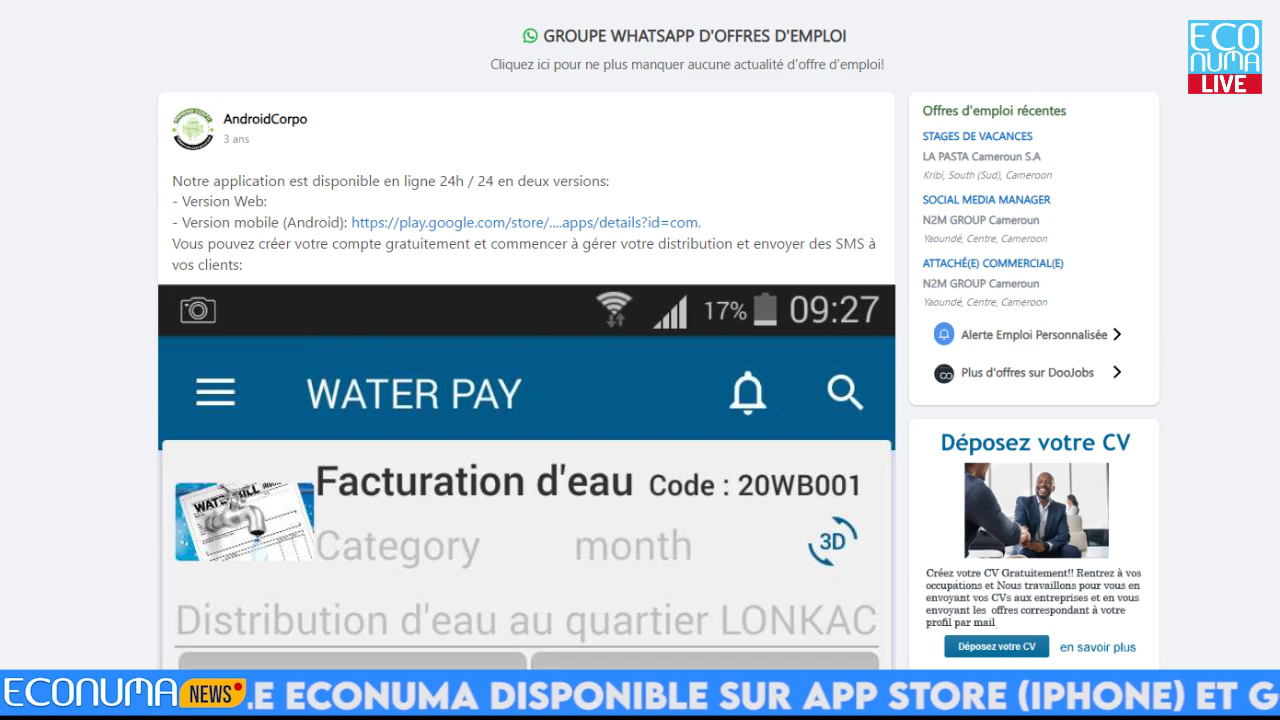 GROUPE WHATSAPP D'OFFRES D'EMPLOI
Cliquez ici pour ne plus manquer aucune actualité d'offre d'emploi!
ECO
NUMA
LIVE
AndroidCorpo
3 ans
Notre application est disponible en ligne 24h / 24 en deux versions:
- Version Web:
- Version mobile (Android): https://play.google.com/store/....apps/details?id=com.
Vous pouvez créer votre compte gratuitement et commencer à gérer votre distribution et envoyer des SMS à
vos clients:
17% 09:27
WATER PAY
Facturation d'eau Code : 20WB001
Category month 3D
Distribution d'eau au quartier LONKAC
Offres d'emploi récentes
STAGES DE VACANCES
LA PASTA Cameroun S.A
Kribi, South (Sud), Cameroon
SOCIAL MEDIA MANAGER
N2M GROUP Cameroun
Yaoundé, Centre, Cameroon
ATTACHÉ(E) COMMERCIAL(E)
N2M GROUP Cameroun
Yaoundé, Centre, Cameroon
Alerte Emploi Personnalisée
Plus d'offres sur DooJobs
Déposez votre CV
Créez votre CV Gratuitement!! Rentrez à vos
occupations et Nous travaillons pour vous en
envoyant vos CVs aux entreprises et en vous
envoyant les offres correspondant à votre
profil par mail
Déposez votre CV en savoir plus
ECONUMA NEWS LE ECONUMA DISPONIBLE SUR APP STORE (IPHONE) ET G